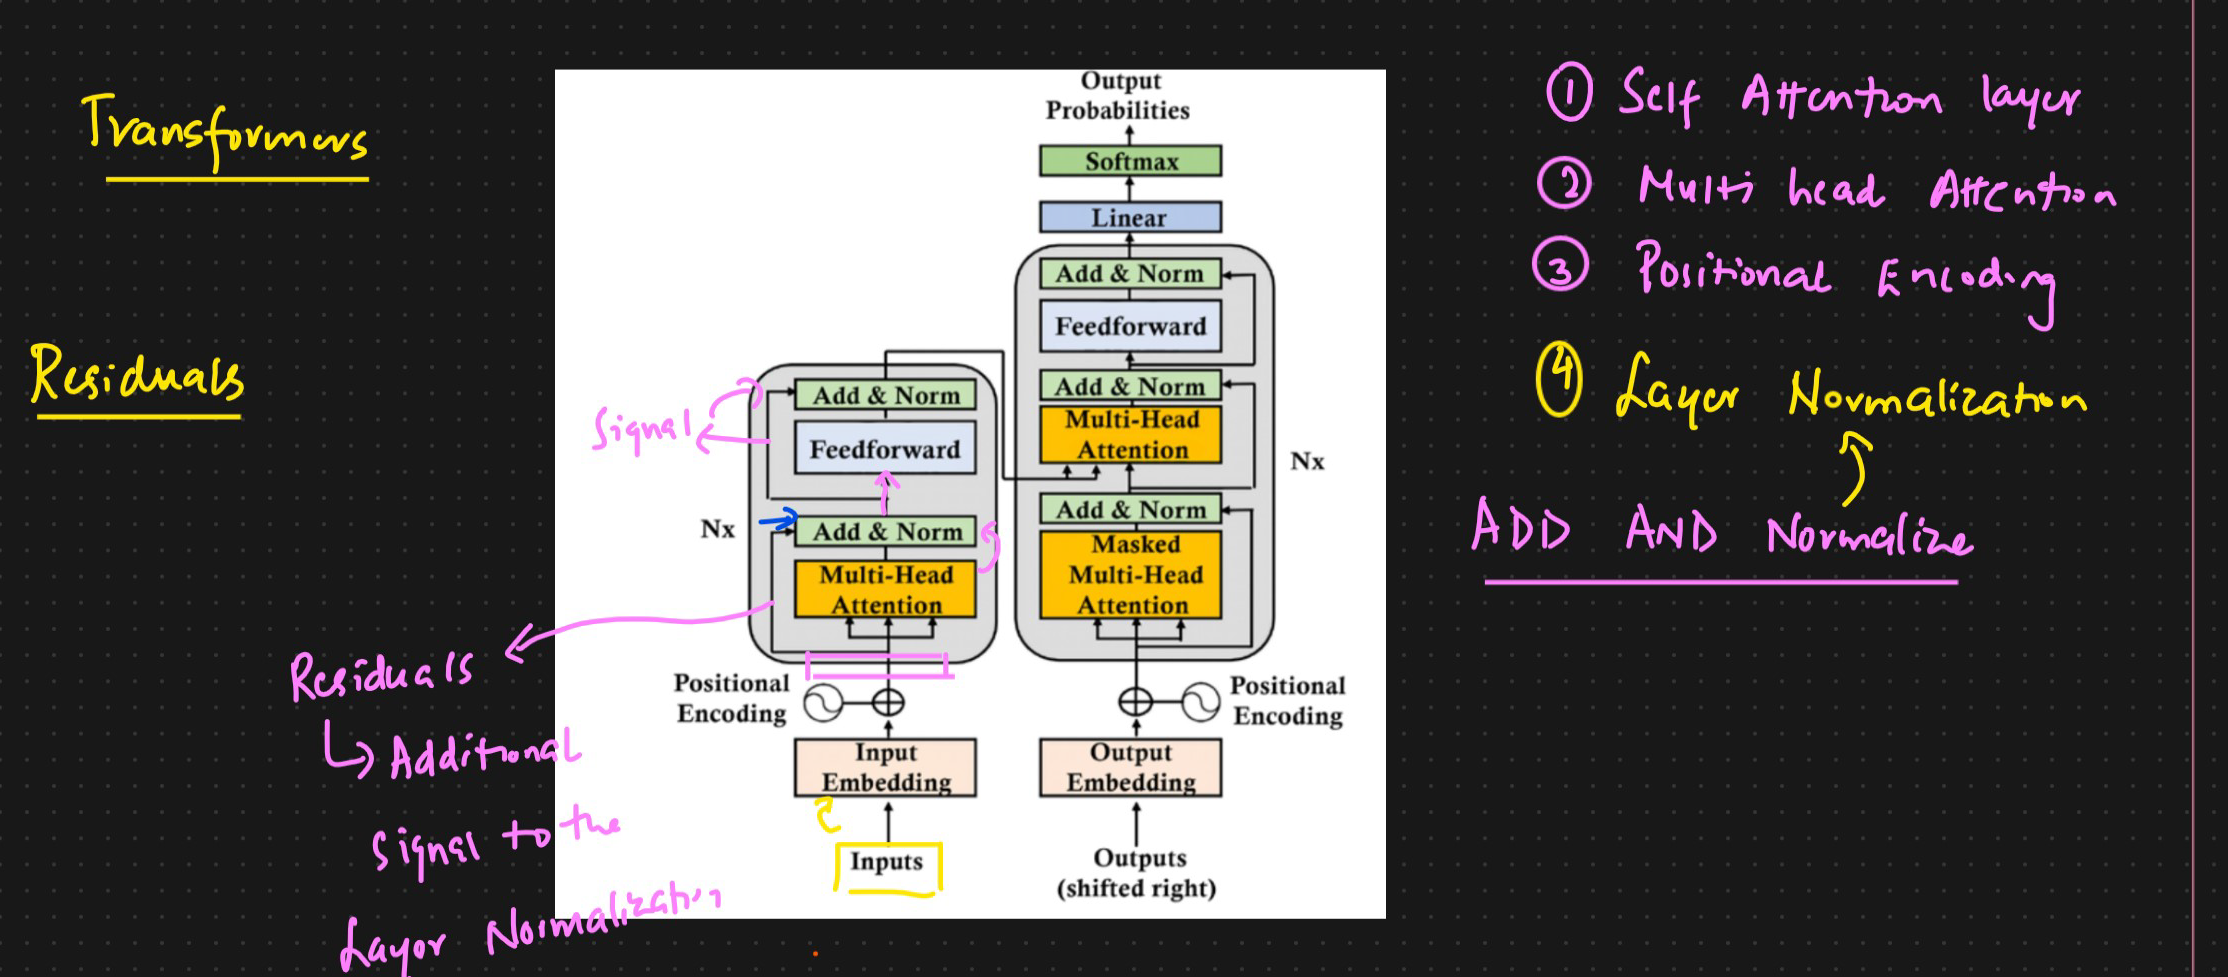 Transformers
Residuals
Signal
Residuals
Additional
Signal to the
Layer Normalization
Output
Probabilities
Softmax
Linear
Add & Norm
Feedforward
Add & Norm
Multi-Head
Attention
Nx
Add & Norm
Masked
Multi-Head
Attention
Positional
Encoding
Output
Embedding
Outputs
(shifted right)
Add & Norm
Feedforward
Nx
Add & Norm
Multi-Head
Attention
Positional
Encoding
Input
Embedding
Inputs
1 Self Attention layer
2 Multi head Attention
3 Positional Encoding
4 Layer Normalization
ADD AND Normalize